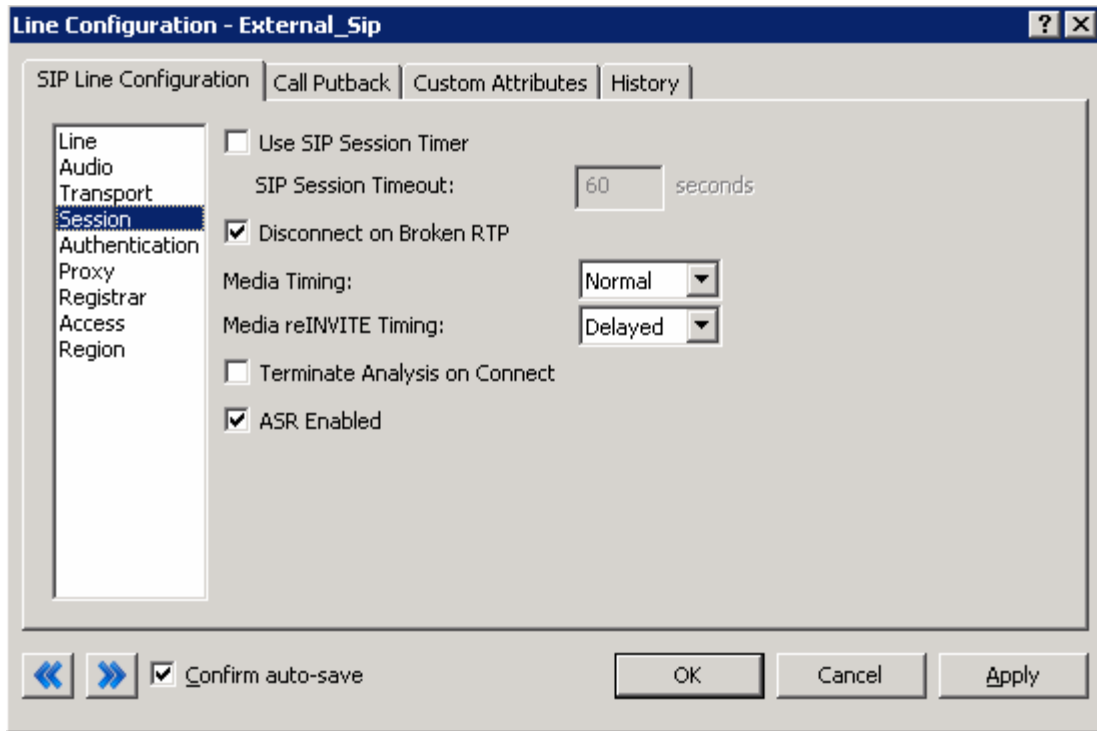 Line Configuration - External_Sip
SIP Line Configuration
Call Putback
Custom Attributes
History
Line
Audio
Transport
Session
Authentication
Proxy
Registrar
Access
Region
Use SIP Session Timer
SIP Session Timeout: 60 seconds
Disconnect on Broken RTP
Media Timing: Normal
Media reINVITE Timing: Delayed
Terminate Analysis on Connect
ASR Enabled
Confirm auto-save
OK
Cancel
Apply